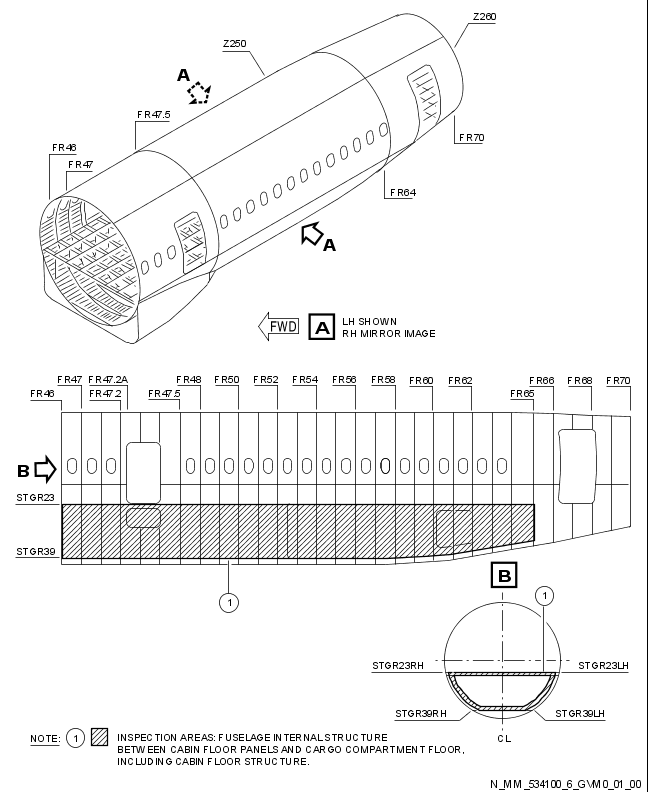 Z260
Z250
A
FR47.5
FR46
FR47
FR70
FR64
A
FWD
A
LH SHOWN
RH MIRROR IMAGE
FR47 FR47.2A FR48 FR50 FR52 FR54 FR56 FR58 FR60 FR62 FR66 FR68 FR70
FR46 FR47.2 FR47.5 FR65
B
STGR23
STGR39
1
B
1
STGR23RH STGR23LH
STGR39RH STGR39LH
CL
NOTE: 1 INSPECTION AREAS: FUSELAGE INTERNAL STRUCTURE
BETWEEN CABIN FLOOR PANELS AND CARGO COMPARTMENT FLOOR,
INCLUDING CABIN FLOOR STRUCTURE.
N_MM_534100_6_GVM0_01_00